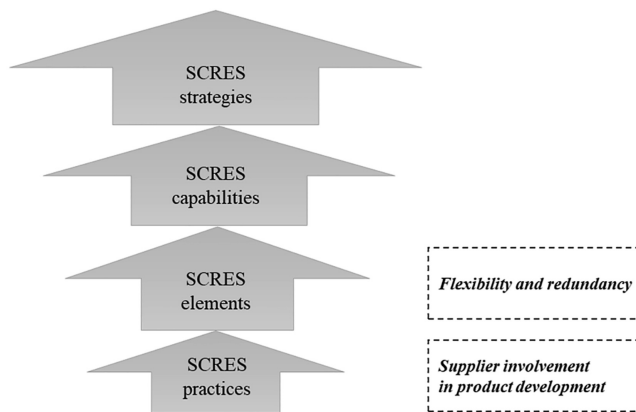 SCRES
strategies
SCRES
capabilities
SCRES
elements
Flexibility and redundancy
SCRES
practices
Supplier involvement
in product development